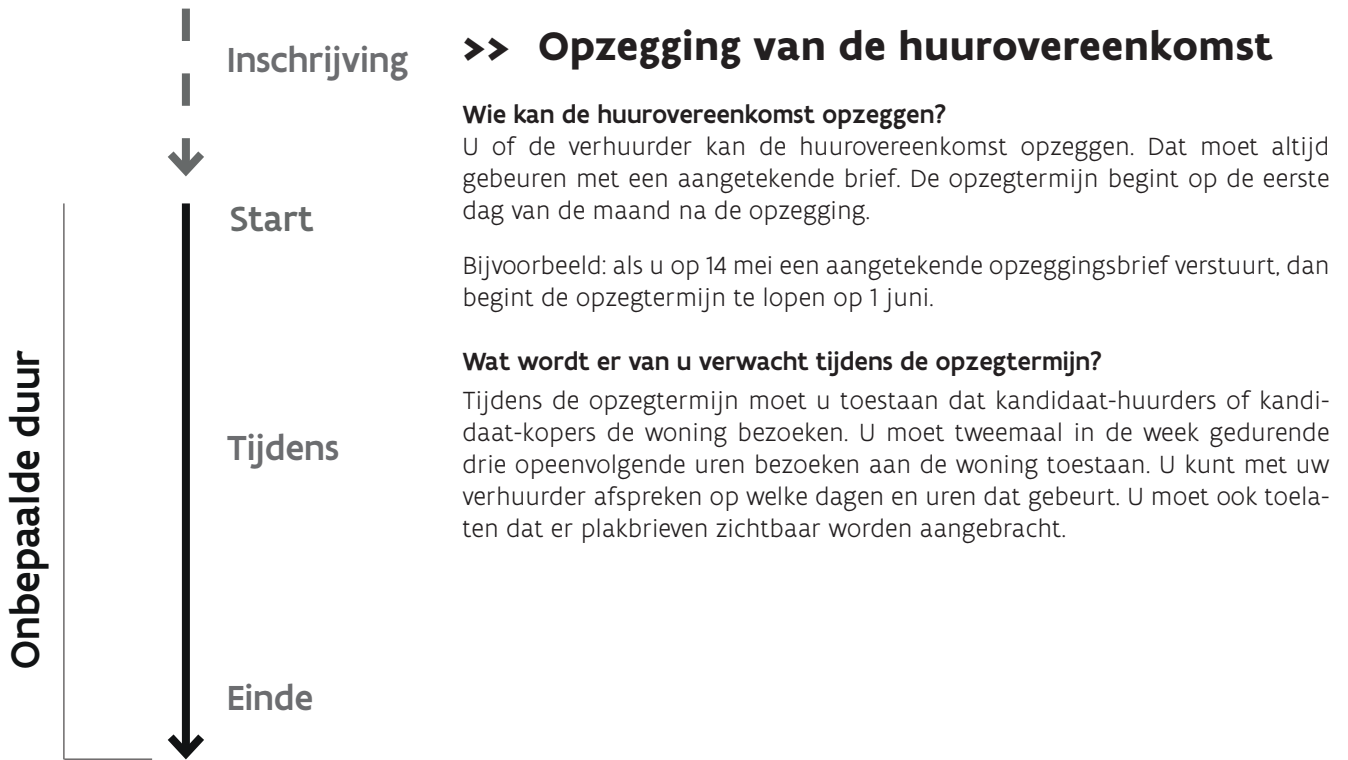 Inschrijving
Start
Tijdens
Einde
Onbepaalde duur
>> Opzegging van de huurovereenkomst
Wie kan de huurovereenkomst opzeggen?
U of de verhuurder kan de huurovereenkomst opzeggen. Dat moet altijd
gebeuren met een aangetekende brief. De opzegtermijn begint op de eerste
dag van de maand na de opzegging.
Bijvoorbeeld: als u op 14 mei een aangetekende opzeggingsbrief verstuurt, dan
begint de opzegtermijn te lopen op 1 juni.
Wat wordt er van u verwacht tijdens de opzegtermijn?
Tijdens de opzegtermijn moet u toestaan dat kandidaat-huurders of kandi-
daat-kopers de woning bezoeken. U moet tweemaal in de week gedurende
drie opeenvolgende uren bezoeken aan de woning toestaan. U kunt met uw
verhuurder afspreken op welke dagen en uren dat gebeurt. U moet ook toela-
ten dat er plakbrieven zichtbaar worden aangebracht.